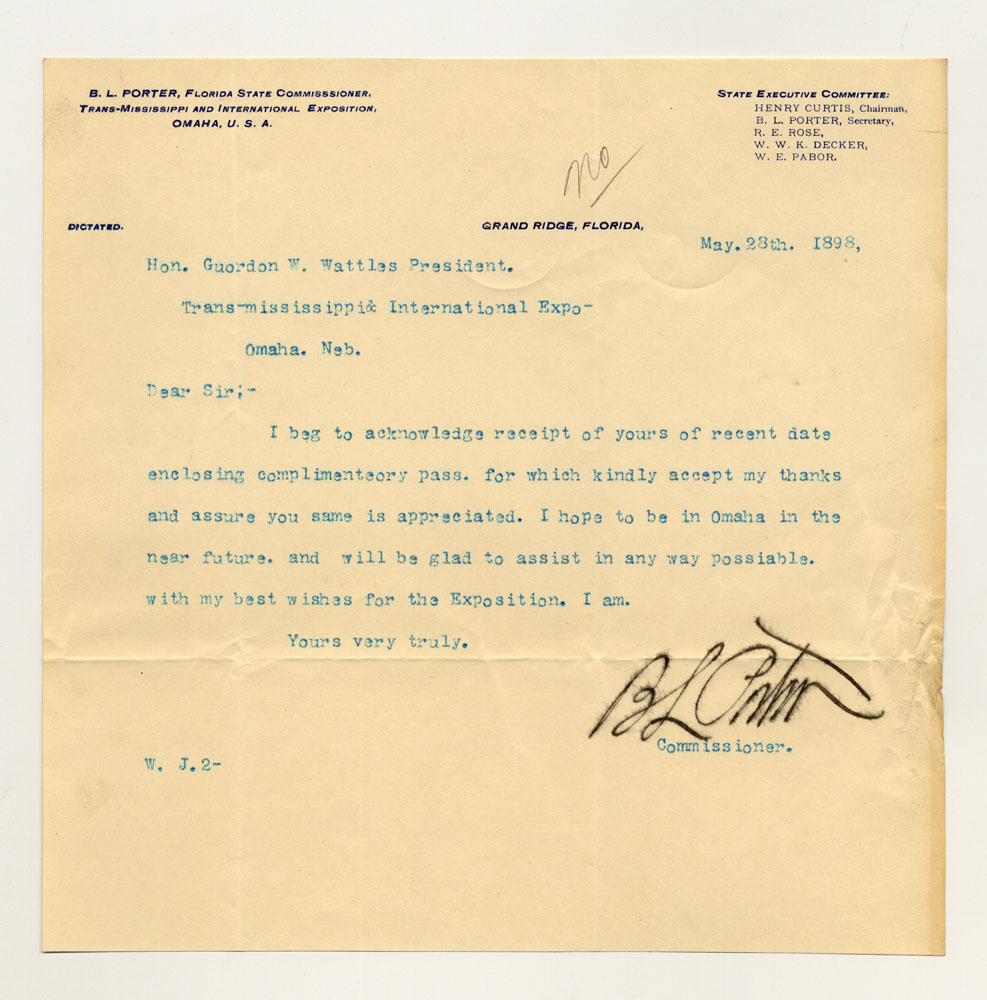 B. L. PORTER, FLORIDA STATE COMMISSSIONER,
TRANS-MISSISSIPPI AND INTERNATIONAL EXPOSITION,
OMAHA, U. S. A.
STATE EXECUTIVE COMMITTEE:
HENRY CURTIS, Chairman,
B. L. PORTER, Secretary,
R. E. ROSE,
W. W. K. DECKER,
W. E. PABOR.
no
DICTATED.
GRAND RIDGE, FLORIDA,
May. 28th. 1898,
Hon. Guordon W. Wattles President.
Trans-mississippi& International Expo-
Omaha. Neb.
Dear Sir;-
I beg to acknowledge receipt of yours of recent date
enclosing complimenteory pass. for which kindly accept my thanks
and assure you same is appreciated. I hope to be in Omaha in the
near future. and will be glad to assist in any way possiable.
with my best wishes for the Exposition. I am.
Yours very truly.
B L Porter
Commissioner.
W. J.2-